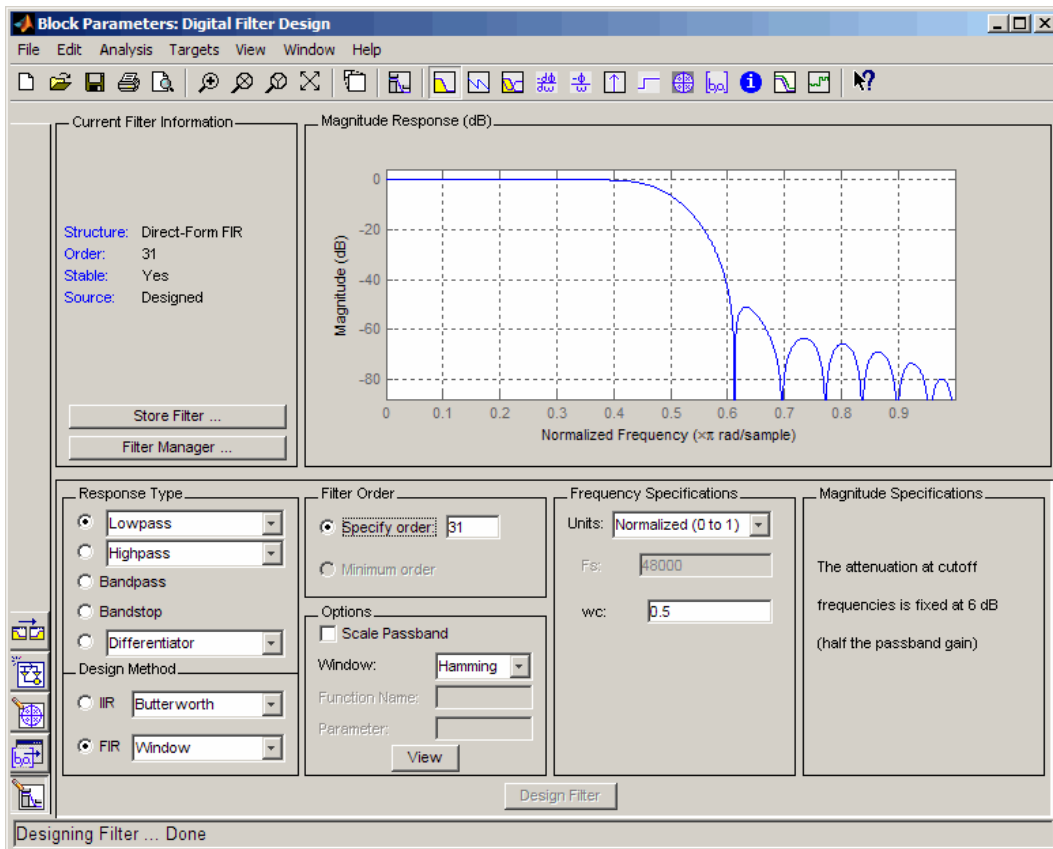 Block Parameters: Digital Filter Design
File Edit Analysis Targets View Window Help
Current Filter Information
Structure: Direct-Form FIR
Order: 31
Stable: Yes
Source: Designed
Store Filter ...
Filter Manager ...
Magnitude Response (dB)
Magnitude (dB)
0
-20
-40
-60
-80
0 0.1 0.2 0.3 0.4 0.5 0.6 0.7 0.8 0.9
Normalized Frequency (×π rad/sample)
Response Type
Lowpass
Highpass
Bandpass
Bandstop
Differentiator
Design Method
IIR Butterworth
FIR Window
Filter Order
Specify order: 31
Minimum order
Options
Scale Passband
Window: Hamming
Function Name:
Parameter:
View
Frequency Specifications
Units: Normalized (0 to 1)
Fs: 48000
wc: 0.5
Magnitude Specifications
The attenuation at cutoff
frequencies is fixed at 6 dB
(half the passband gain)
Design Filter
Designing Filter ... Done